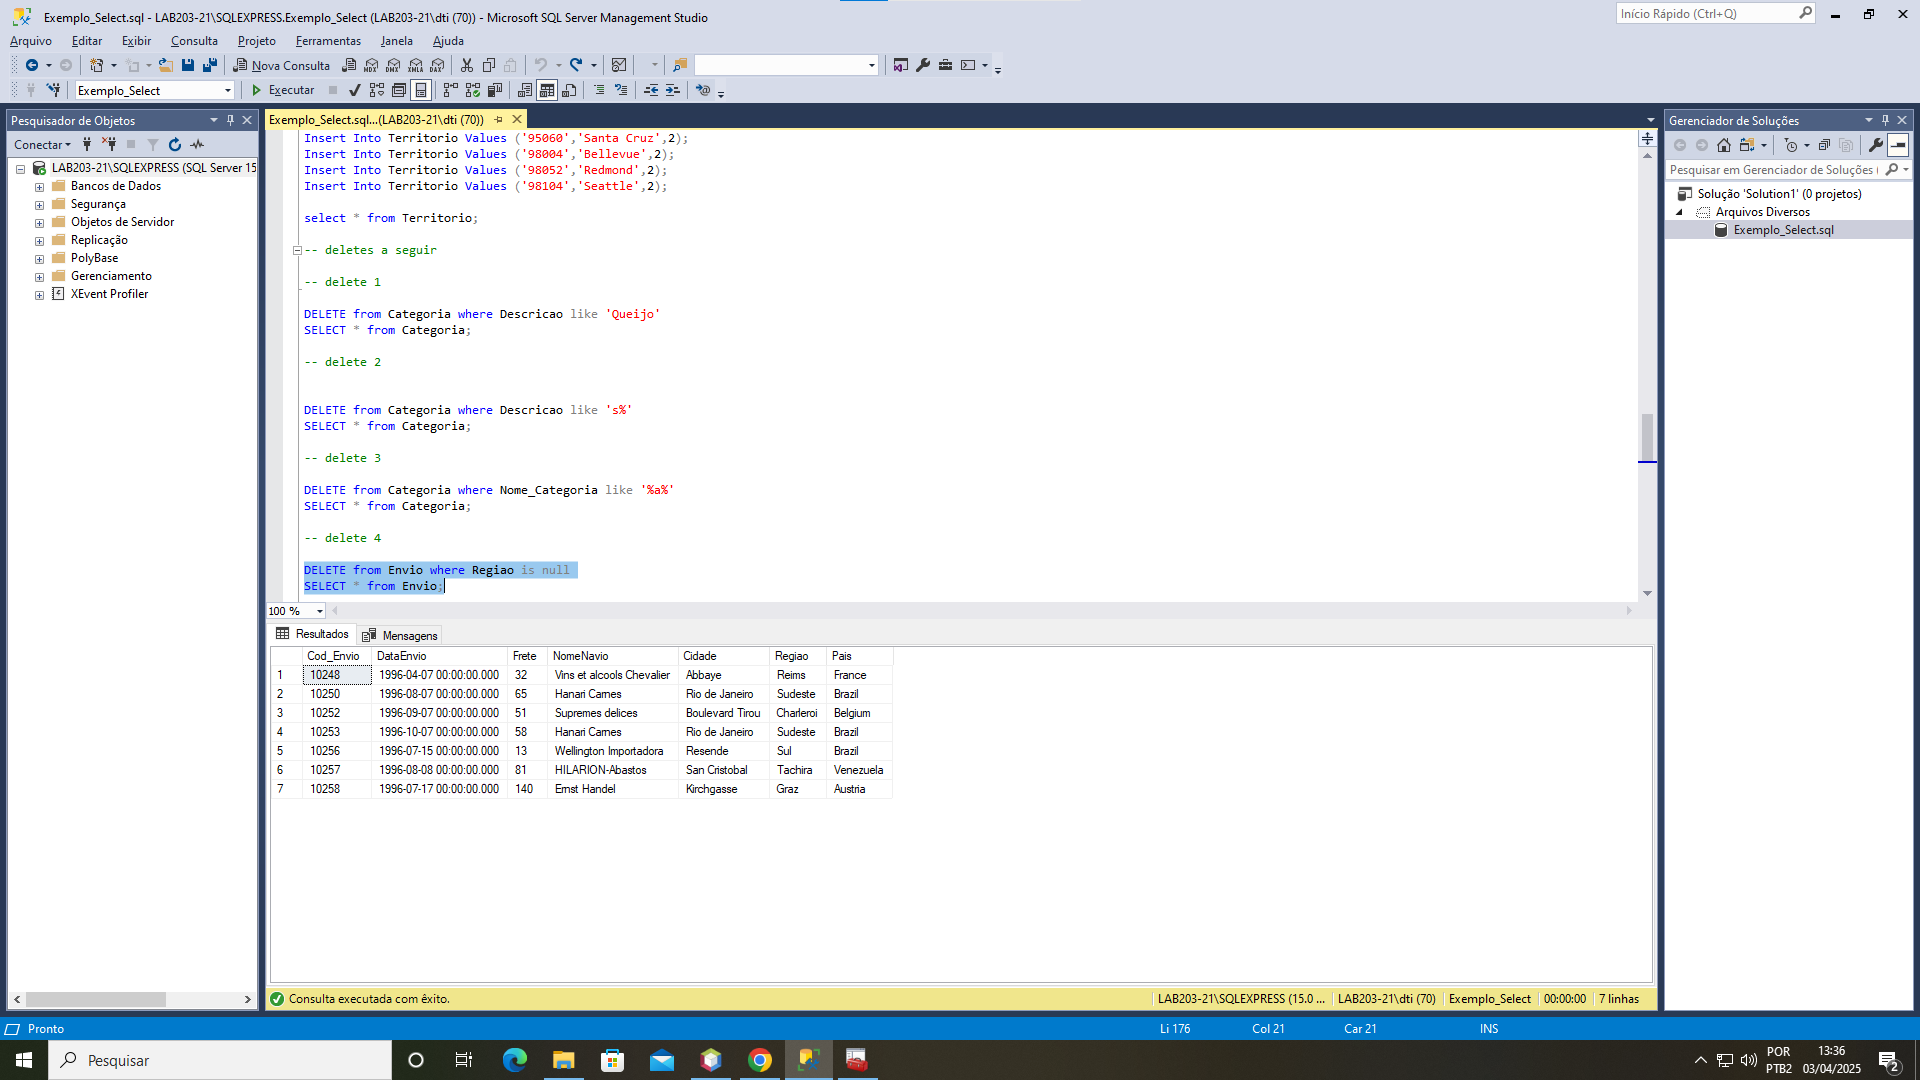 Exemplo_Select.sql - LAB203-21\SQLEXPRESS.Exemplo_Select (LAB203-21\dti (70)) - Microsoft SQL Server Management Studio
Início Rápido (Ctrl+Q)
Arquivo Editar Exibir Consulta Projeto Ferramentas Janela Ajuda
Nova Consulta MDX DMX XMLA DAX
Exemplo_Select Executar
Pesquisador de Objetos
Conectar
LAB203-21\SQLEXPRESS (SQL Server 15
Bancos de Dados
Segurança
Objetos de Servidor
Replicação
PolyBase
Gerenciamento
XEvent Profiler
Exemplo_Select.sql...(LAB203-21\dti (70))
Insert Into Territorio Values ('95060','Santa Cruz',2);
Insert Into Territorio Values ('98004','Bellevue',2);
Insert Into Territorio Values ('98052','Redmond',2);
Insert Into Territorio Values ('98104','Seattle',2);
select * from Territorio;
-- deletes a seguir
-- delete 1
DELETE from Categoria where Descricao like 'Queijo'
SELECT * from Categoria;
-- delete 2
DELETE from Categoria where Descricao like 's%'
SELECT * from Categoria;
-- delete 3
DELETE from Categoria where Nome_Categoria like '%a%'
SELECT * from Categoria;
-- delete 4
DELETE from Envio where Regiao is null
SELECT * from Envio;
100 %
Resultados Mensagens
Cod_Envio DataEnvio Frete NomeNavio Cidade Regiao Pais
1 10248 1996-04-07 00:00:00.000 32 Vins et alcools Chevalier Abbaye Reims France
2 10250 1996-08-07 00:00:00.000 65 Hanari Carnes Rio de Janeiro Sudeste Brazil
3 10252 1996-09-07 00:00:00.000 51 Supremes delices Boulevard Tirou Charleroi Belgium
4 10253 1996-10-07 00:00:00.000 58 Hanari Carnes Rio de Janeiro Sudeste Brazil
5 10256 1996-07-15 00:00:00.000 13 Wellington Importadora Resende Sul Brazil
6 10257 1996-08-08 00:00:00.000 81 HILARION-Abastos San Cristobal Tachira Venezuela
7 10258 1996-07-17 00:00:00.000 140 Ernst Handel Kirchgasse Graz Austria
Consulta executada com êxito.
LAB203-21\SQLEXPRESS (15.0 ... LAB203-21\dti (70) Exemplo_Select 00:00:00 7 linhas
Gerenciador de Soluções
Pesquisar em Gerenciador de Soluções (
Solução 'Solution1' (0 projetos)
Arquivos Diversos
Exemplo_Select.sql
Pronto Li 176 Col 21 Car 21 INS
Pesquisar
POR
PTB2
13:36
03/04/2025
2